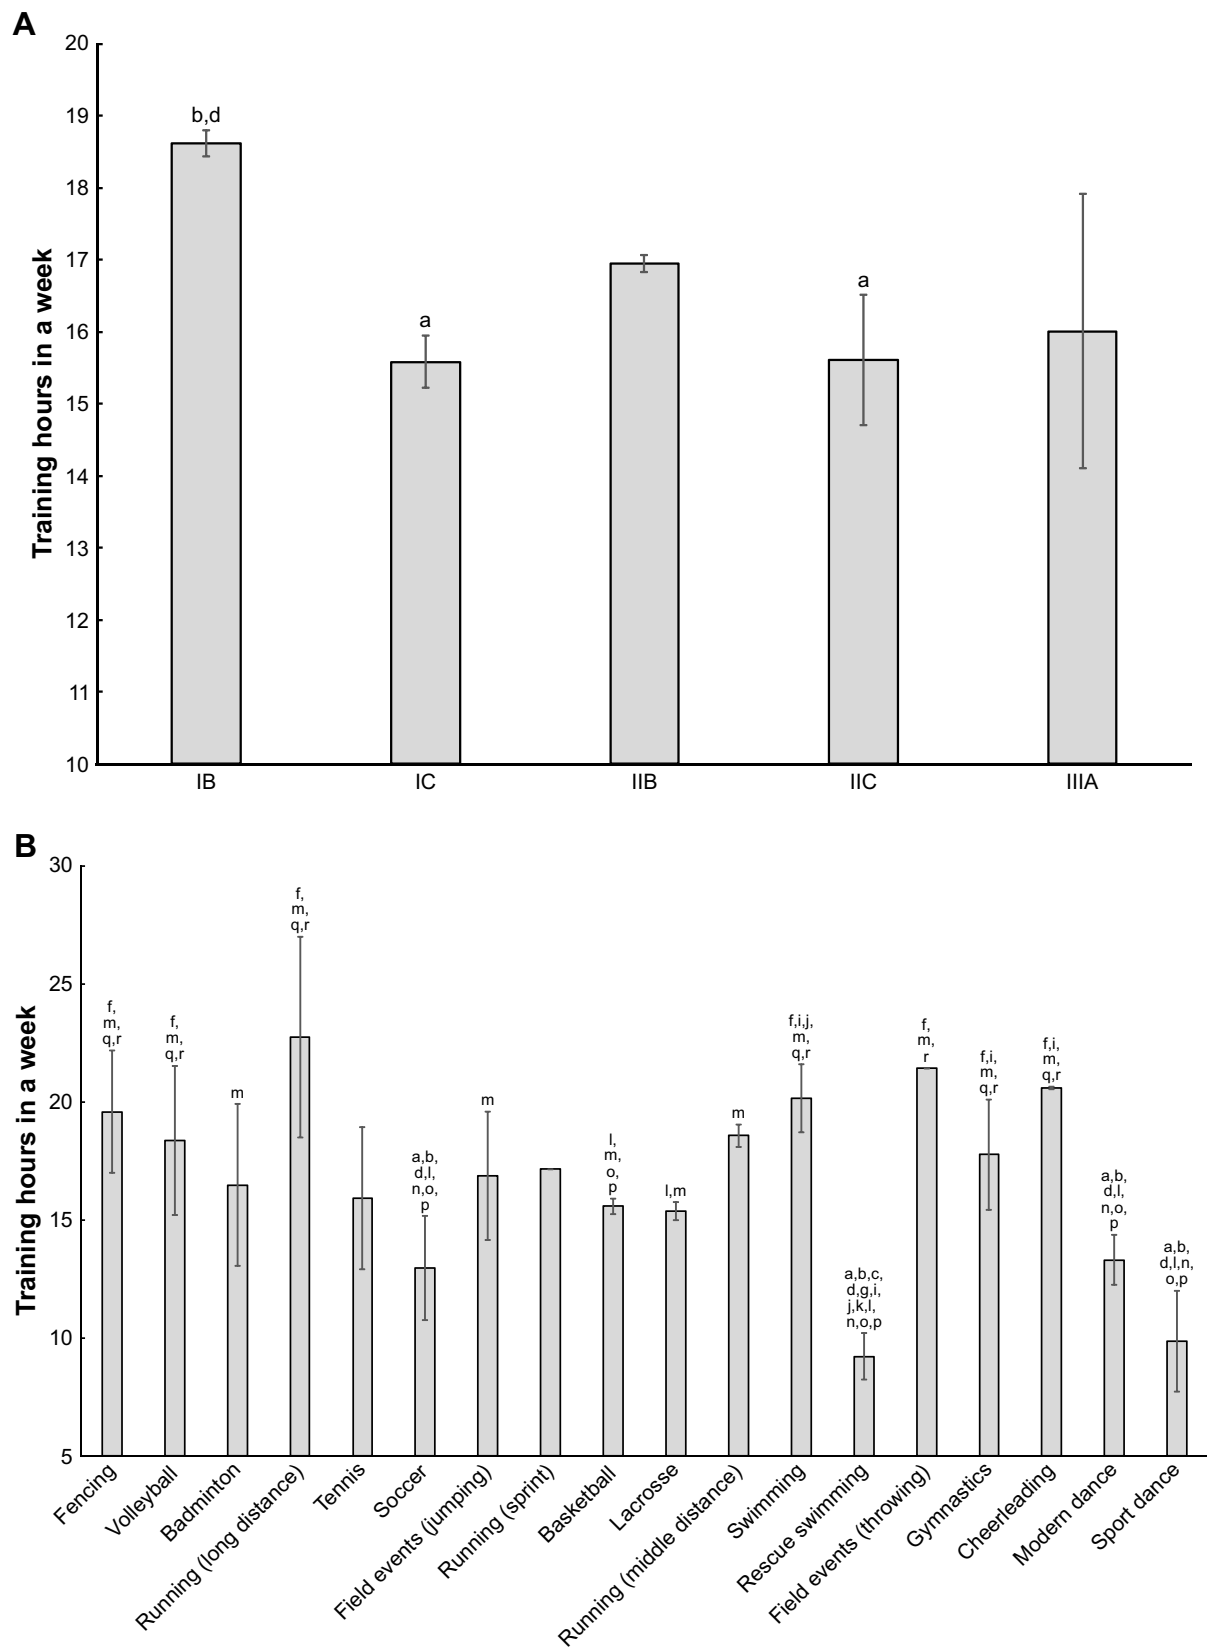 A
Training hours in a week
20
19
18
17
16
15
14
13
12
11
10
b,d
a
a
IB
IC
IIB
IIC
IIIA
B
Training hours in a week
30
25
20
15
10
5
f,
m,
q,r
f,
m,
q,r
m
f,
m,
q,r
a,b,
d,l,
n,o,
p
m
l,
m,
o,
p
l,m
m
f,i,j,
m,
q,r
a,b,c,
d,g,i,
j,k,l,
n,o,p
f,
m,
r
f,i,
m,
q,r
f,i,
m,
q,r
a,b,
d,l,
n,o,
p
a,b,
d,l,n,
o,p
Fencing
Volleyball
Badminton
Running (long distance)
Tennis
Soccer
Field events (jumping)
Running (sprint)
Basketball
Lacrosse
Running (middle distance)
Swimming
Rescue swimming
Field events (throwing)
Gymnastics
Cheerleading
Modern dance
Sport dance